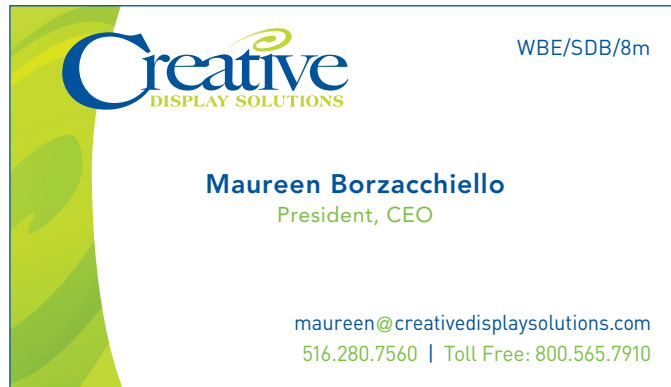 Creative
DISPLAY SOLUTIONS
WBE/SDB/8m
Maureen Borzacchiello
President, CEO
maureen@creativedisplaysolutions.com
516.280.7560 | Toll Free: 800.565.7910